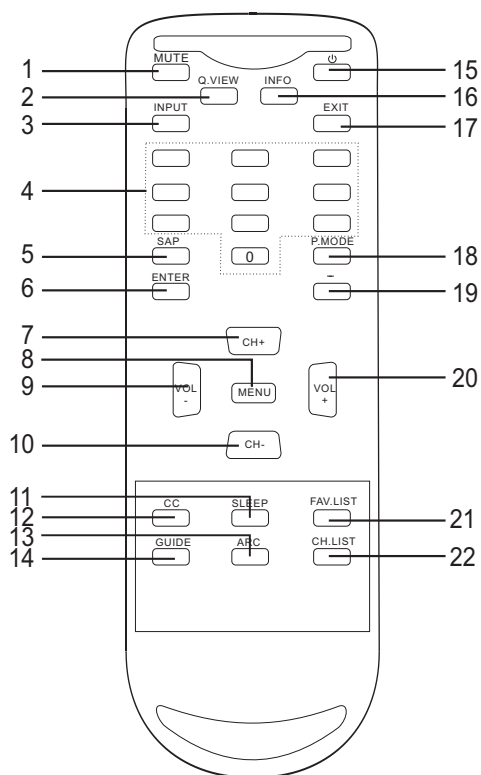 MUTE
1 15
Q.VIEW INFO
2 16
INPUT EXIT
3 17
4
SAP 0 P.MODE
5 18
ENTER –
6 19
7 CH+
8 MENU
9 VOL - VOL + 20
10 CH-
11
CC SLEEP FAV.LIST
12 21
13
GUIDE ARC CH.LIST
14 22